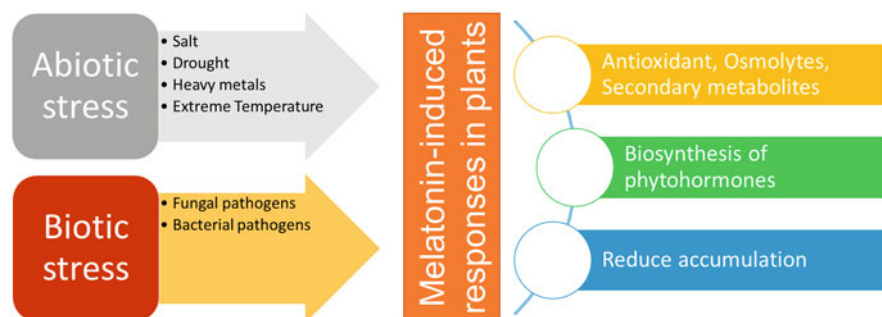 Abiotic
stress
• Salt
• Drought
• Heavy metals
• Extreme Temperature
Biotic
stress
• Fungal pathogens
• Bacterial pathogens
Melatonin-induced
responses in plants
Antioxidant, Osmolytes,
Secondary metabolites
Biosynthesis of
phytohormones
Reduce accumulation